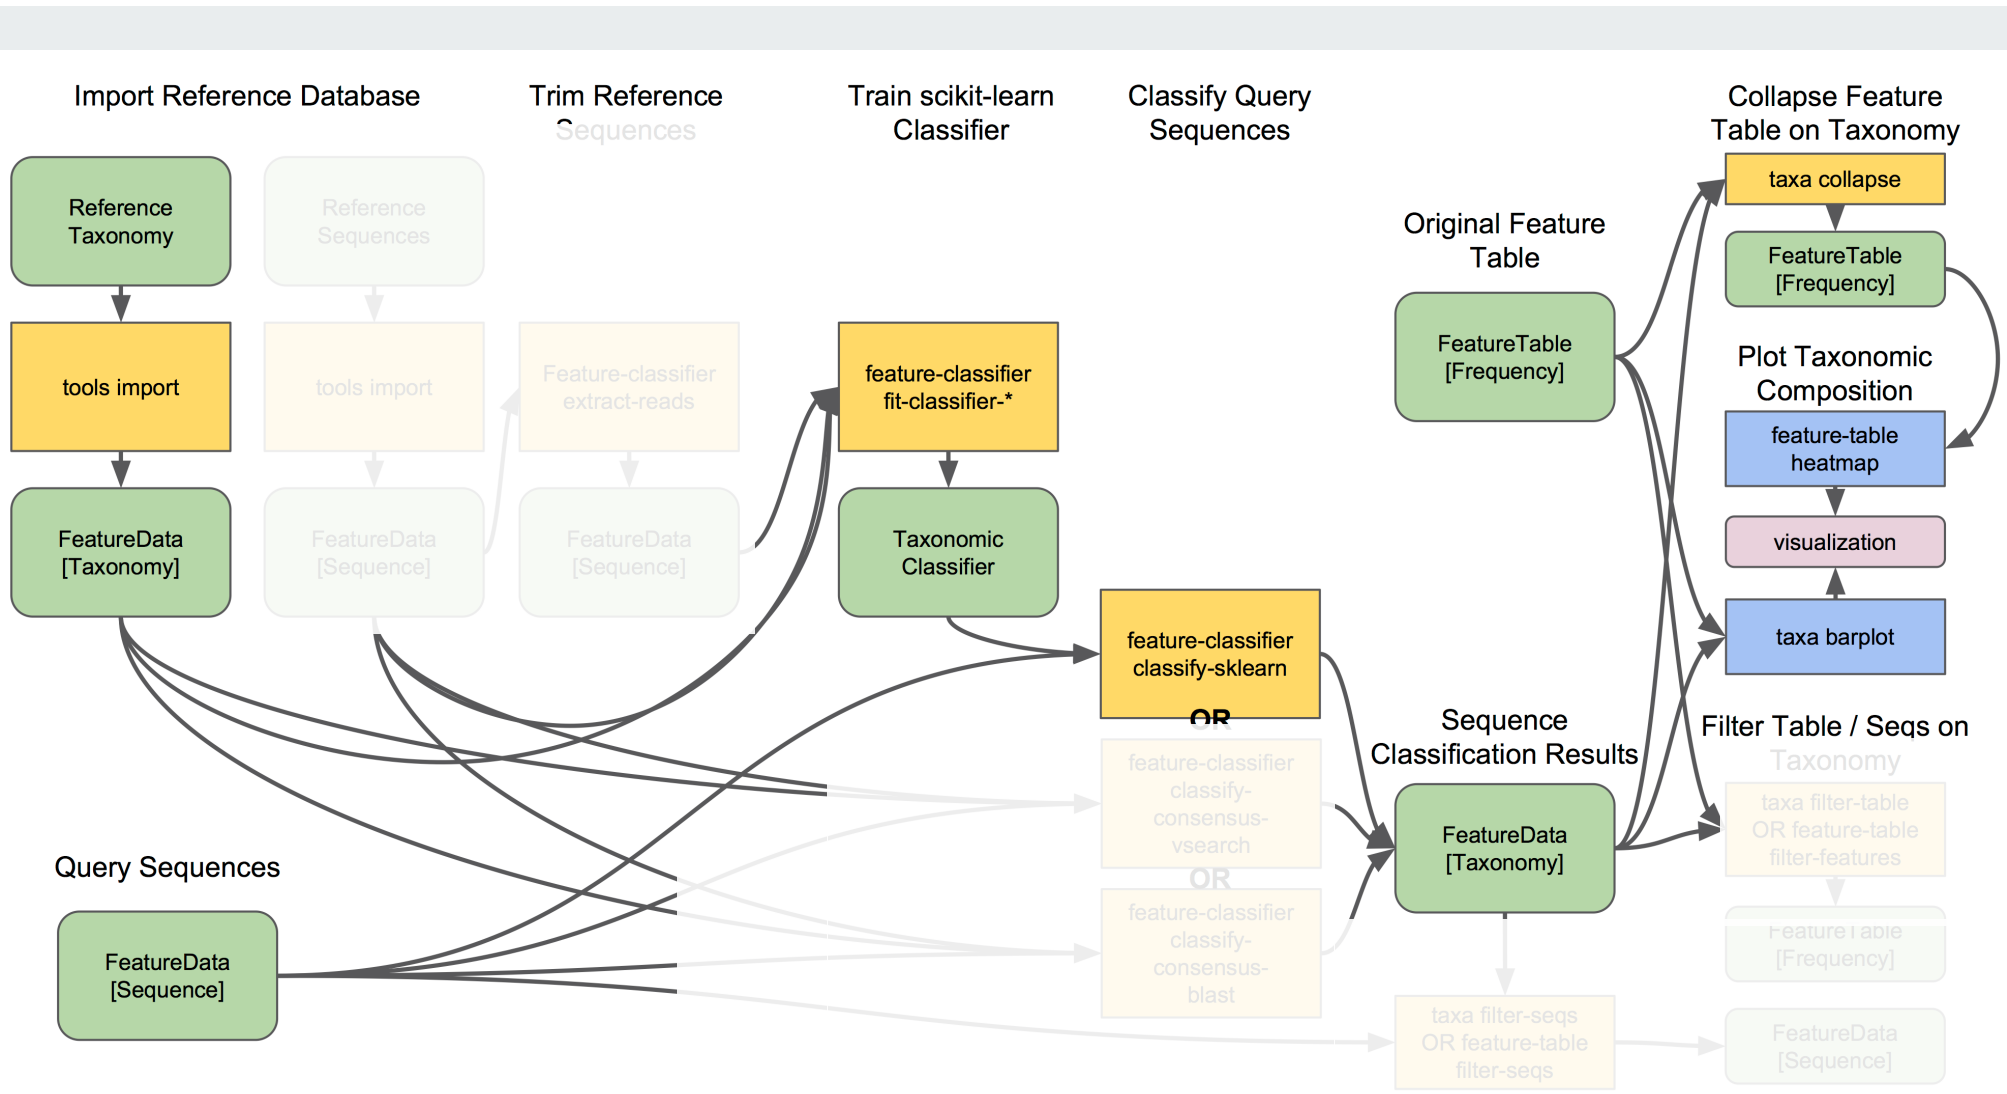 Import Reference Database
Trim Reference
Sequences
Train scikit-learn
Classifier
Classify Query
Sequences
Collapse Feature
Table on Taxonomy
Reference
Taxonomy
Reference
Sequences
tools import
tools import
Feature-classifier
extract-reads
feature-classifier
fit-classifier-*
FeatureData
[Taxonomy]
FeatureData
[Sequence]
FeatureData
[Sequence]
Taxonomic
Classifier
feature-classifier
classify-sklearn
OR
feature-classifier
classify-
consensus-
vsearch
OR
feature-classifier
classify-
consensus-
blast
Query Sequences
FeatureData
[Sequence]
Original Feature
Table
FeatureTable
[Frequency]
Sequence
Classification Results
FeatureData
[Taxonomy]
taxa filter-seqs
OR feature-table
filter-seqs
taxa collapse
FeatureTable
[Frequency]
Plot Taxonomic
Composition
feature-table
heatmap
visualization
taxa barplot
Filter Table / Seqs on
Taxonomy
taxa filter-table
OR feature-table
filter-features
FeatureTable
[Frequency]
FeatureData
[Sequence]